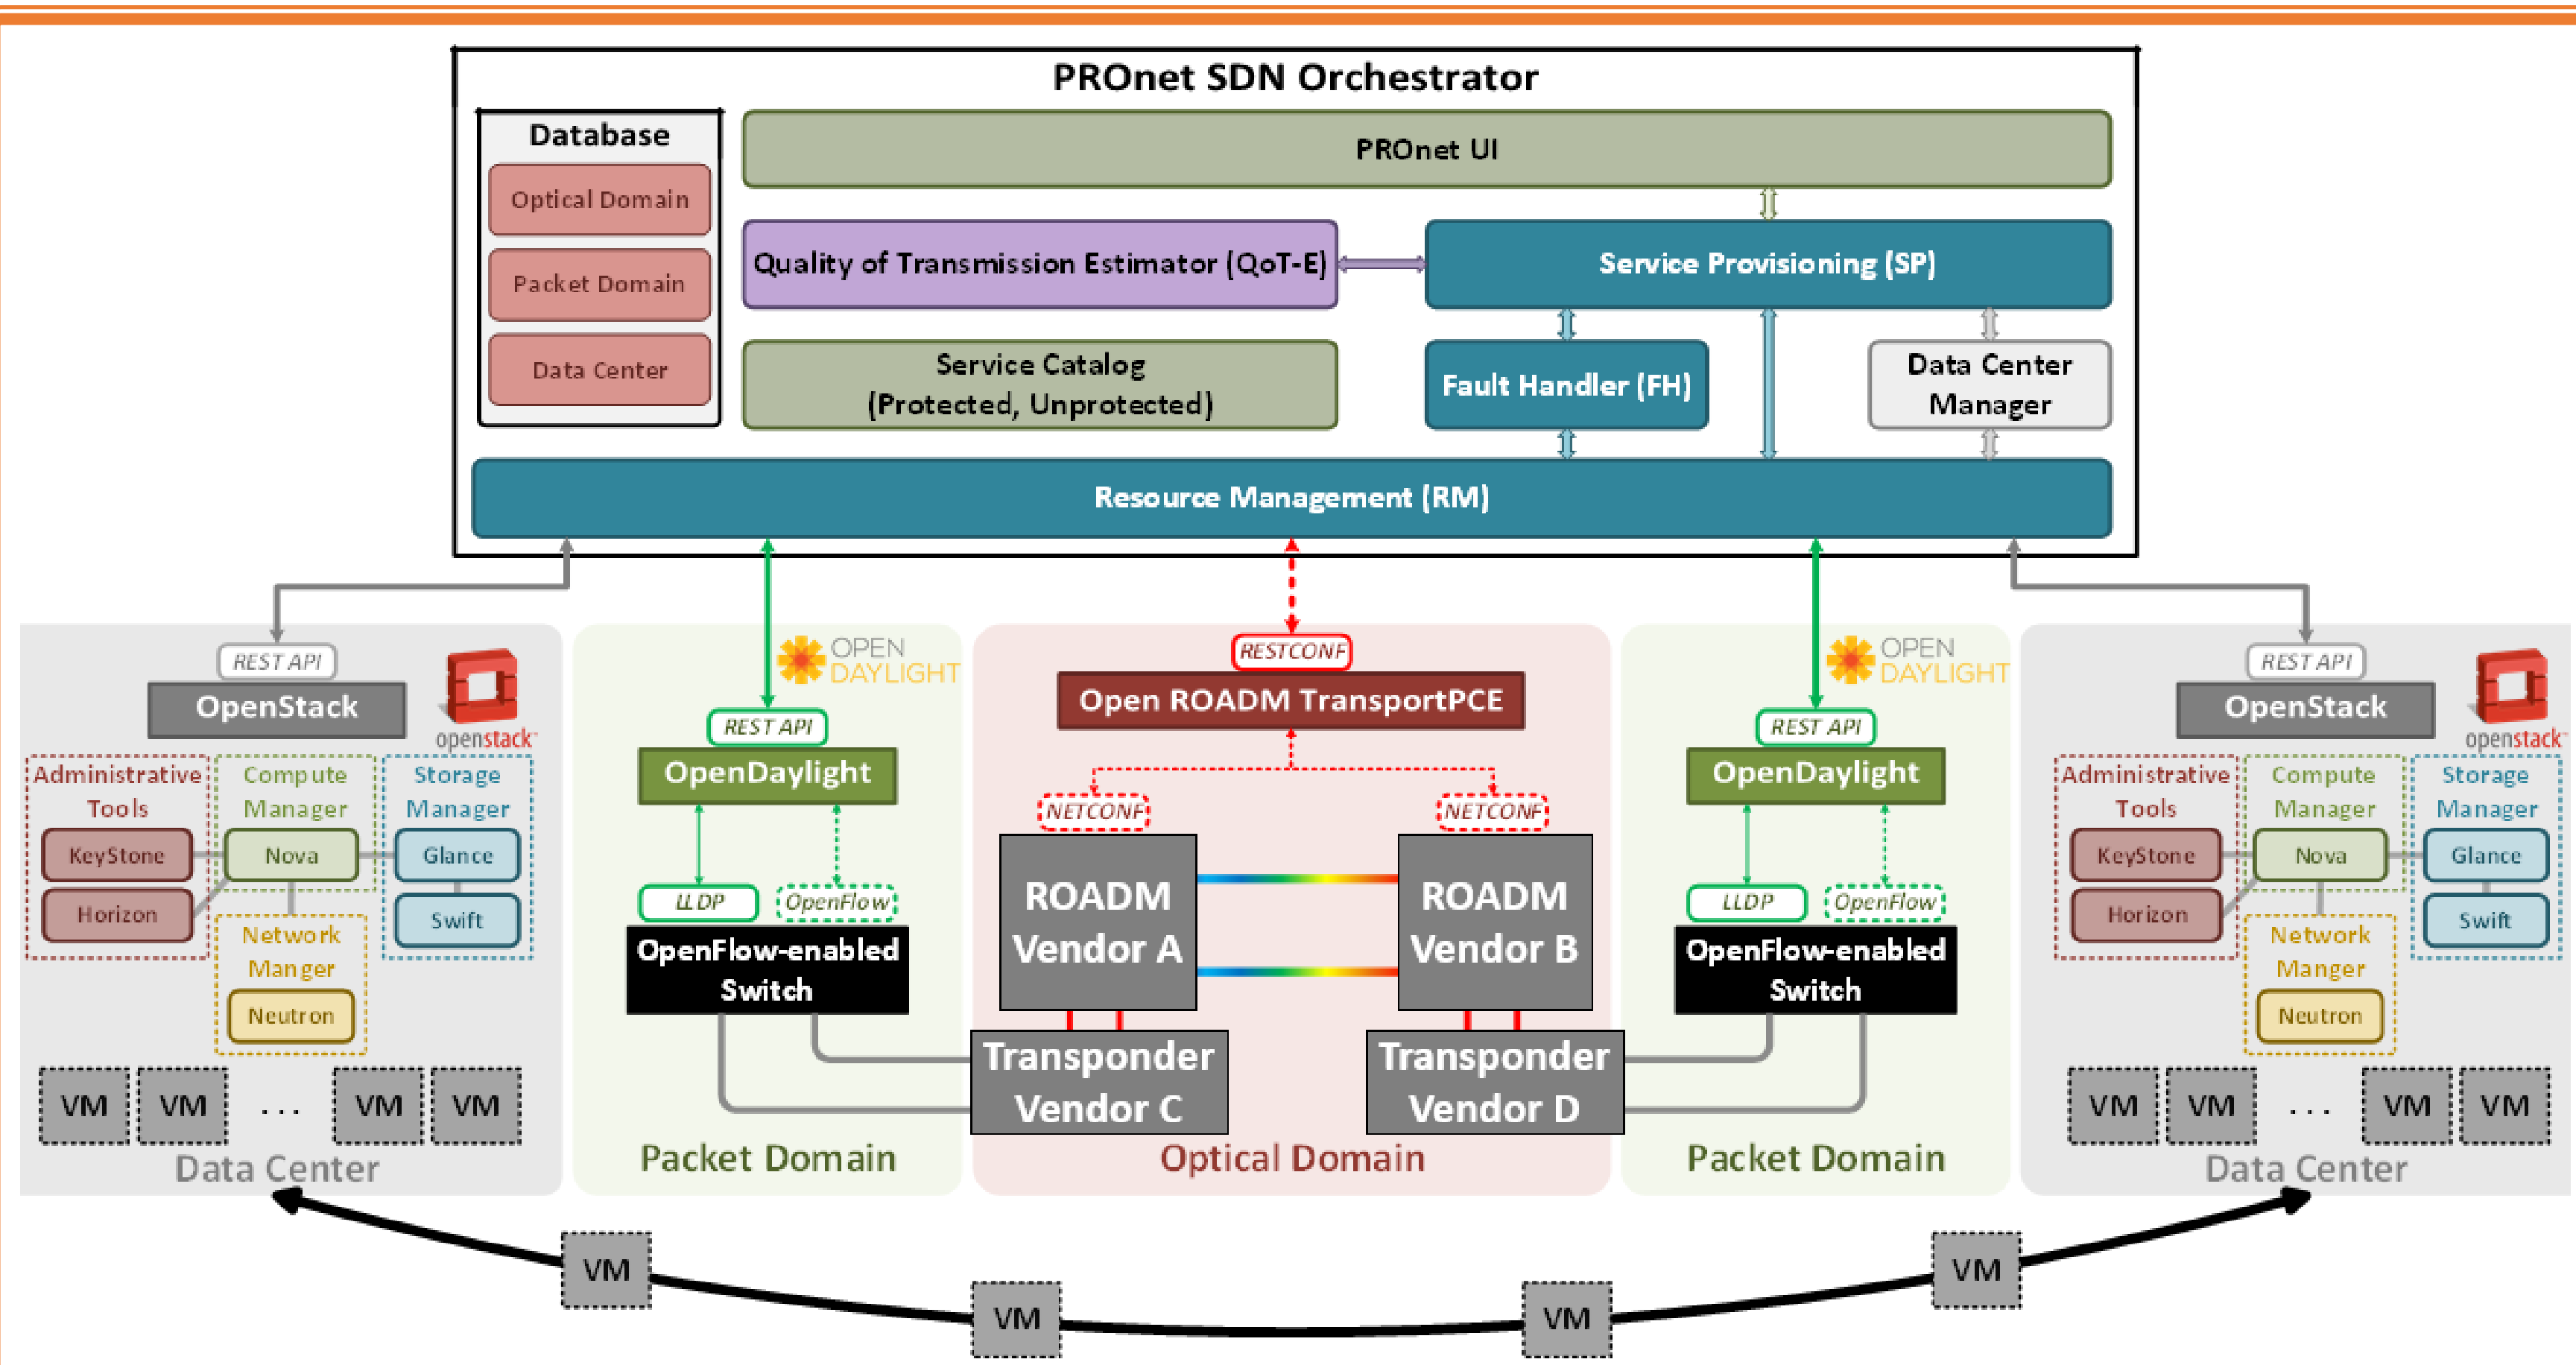 PROnet SDN Orchestrator
Database
Optical Domain
Packet Domain
Data Center
PROnet UI
Quality of Transmission Estimator (QoT-E)
Service Provisioning (SP)
Service Catalog
(Protected, Unprotected)
Fault Handler (FH)
Data Center
Manager
Resource Management (RM)
REST API
OpenStack
openstack™
Administrative
Tools
KeyStone
Horizon
Compute
Manager
Nova
Storage
Manager
Glance
Swift
Network
Manger
Neutron
VM
VM
...
VM
VM
Data Center
OPEN
DAYLIGHT
REST API
OpenDaylight
LLDP
OpenFlow
OpenFlow-enabled
Switch
Packet Domain
RESTCONF
Open ROADM TransportPCE
NETCONF
NETCONF
ROADM
Vendor A
ROADM
Vendor B
Transponder
Vendor C
Transponder
Vendor D
Optical Domain
OPEN
DAYLIGHT
REST API
OpenDaylight
LLDP
OpenFlow
OpenFlow-enabled
Switch
Packet Domain
REST API
OpenStack
openstack™
Administrative
Tools
KeyStone
Horizon
Compute
Manager
Nova
Storage
Manager
Glance
Swift
Network
Manger
Neutron
VM
VM
...
VM
VM
Data Center
VM
VM
VM
VM